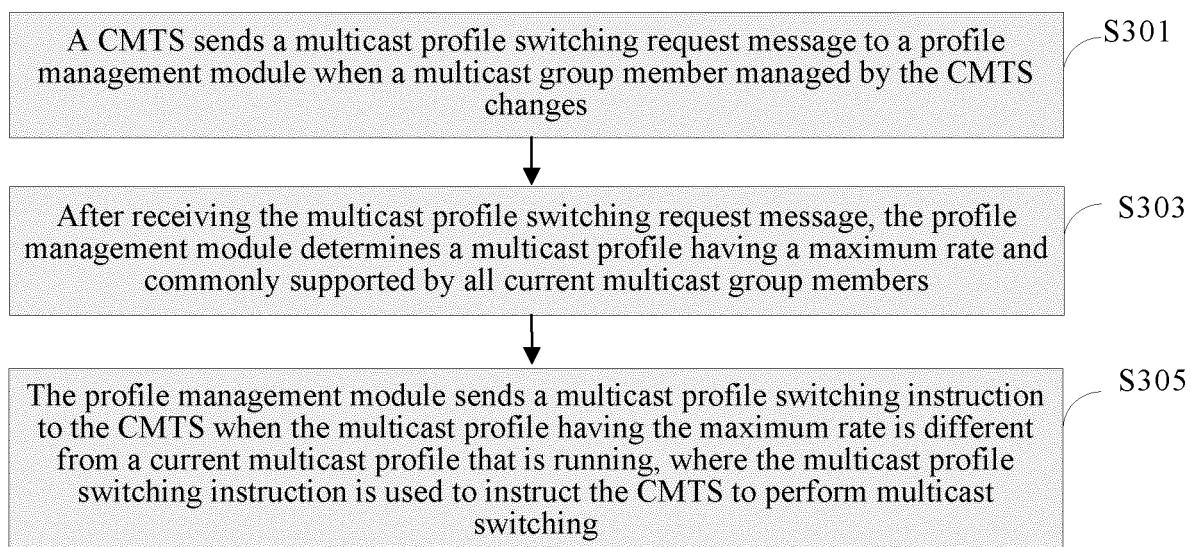 A CMTS sends a multicast profile switching request message to a profile
management module when a multicast group member managed by the CMTS
changes
S301
After receiving the multicast profile switching request message, the profile
management module determines a multicast profile having a maximum rate and
commonly supported by all current multicast group members
S303
The profile management module sends a multicast profile switching instruction
to the CMTS when the multicast profile having the maximum rate is different
from a current multicast profile that is running, where the multicast profile
switching instruction is used to instruct the CMTS to perform multicast
switching
S305